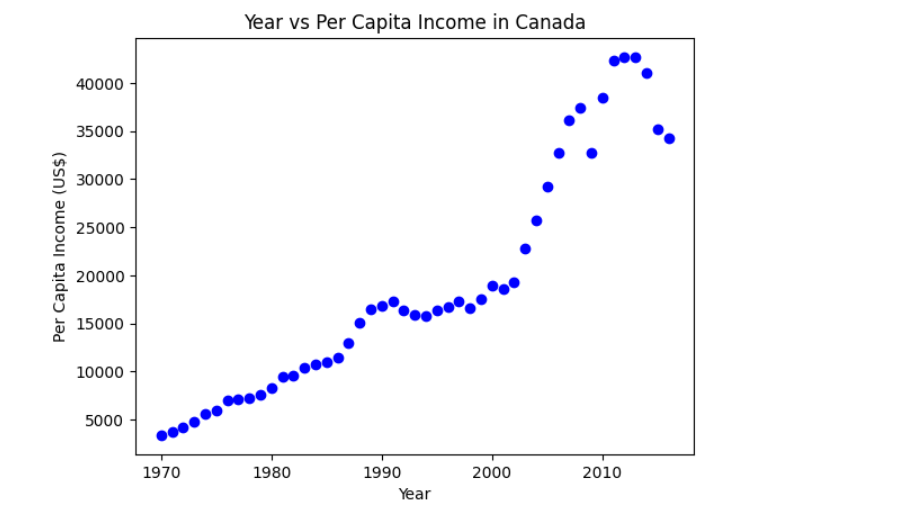 Year vs Per Capita Income in Canada
Per Capita Income (US$)
40000
35000
30000
25000
20000
15000
10000
5000
1970 1980 1990 2000 2010
Year